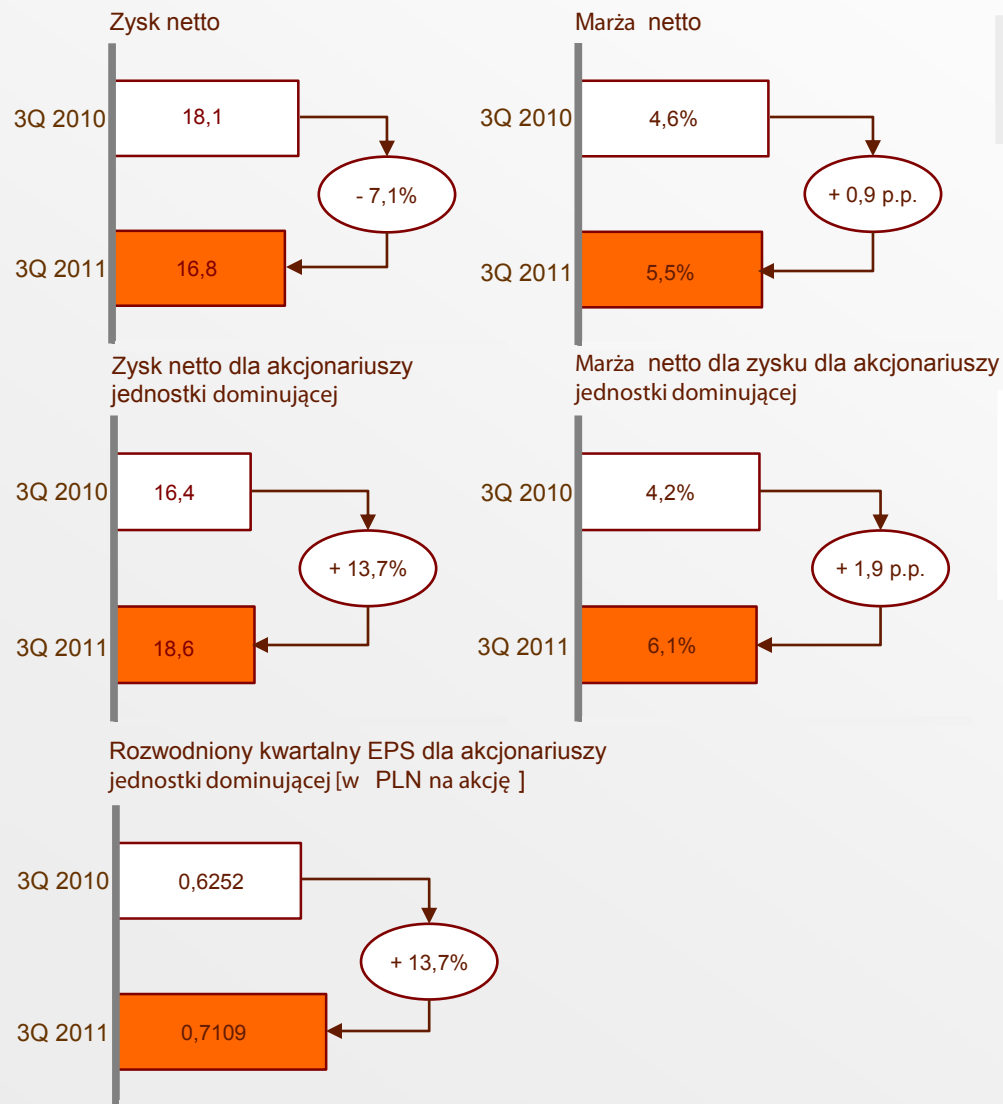 Zysk netto
3Q 2010
18,1
- 7,1%
3Q 2011
16,8
Marża netto
3Q 2010
4,6%
+ 0,9 p.p.
3Q 2011
5,5%
Zysk netto dla akcjonariuszy
jednostki dominującej
3Q 2010
16,4
+ 13,7%
3Q 2011
18,6
Marża netto dla zysku dla akcjonariuszy
jednostki dominującej
3Q 2010
4,2%
+ 1,9 p.p.
3Q 2011
6,1%
Rozwodniony kwartalny EPS dla akcjonariuszy
jednostki dominującej [w PLN na akcję ]
3Q 2010
0,6252
+ 13,7%
3Q 2011
0,7109